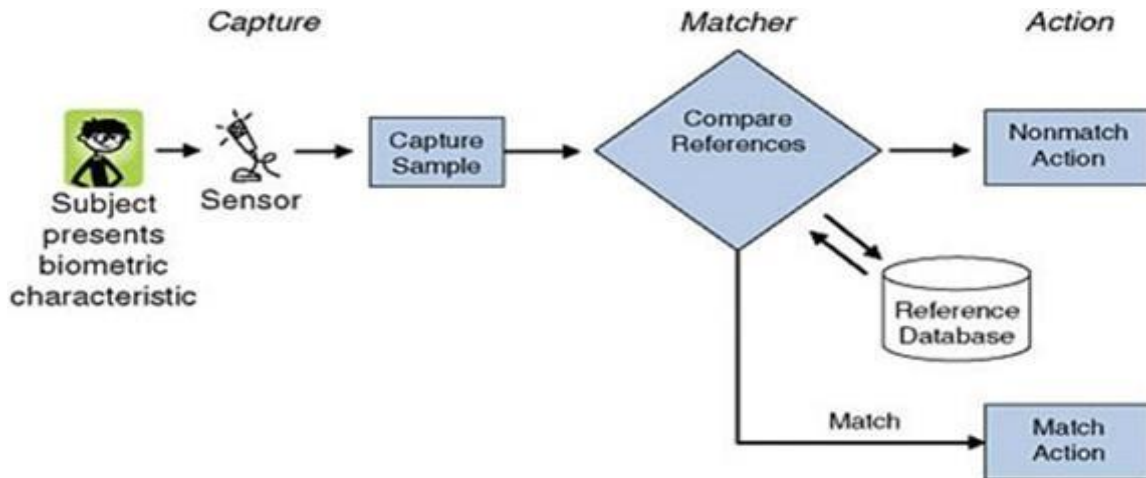 Capture
Matcher
Action
Subject
presents
biometric
characteristic
Sensor
Capture
Sample
Compare
References
Nonmatch
Action
Reference
Database
Match
Match
Action